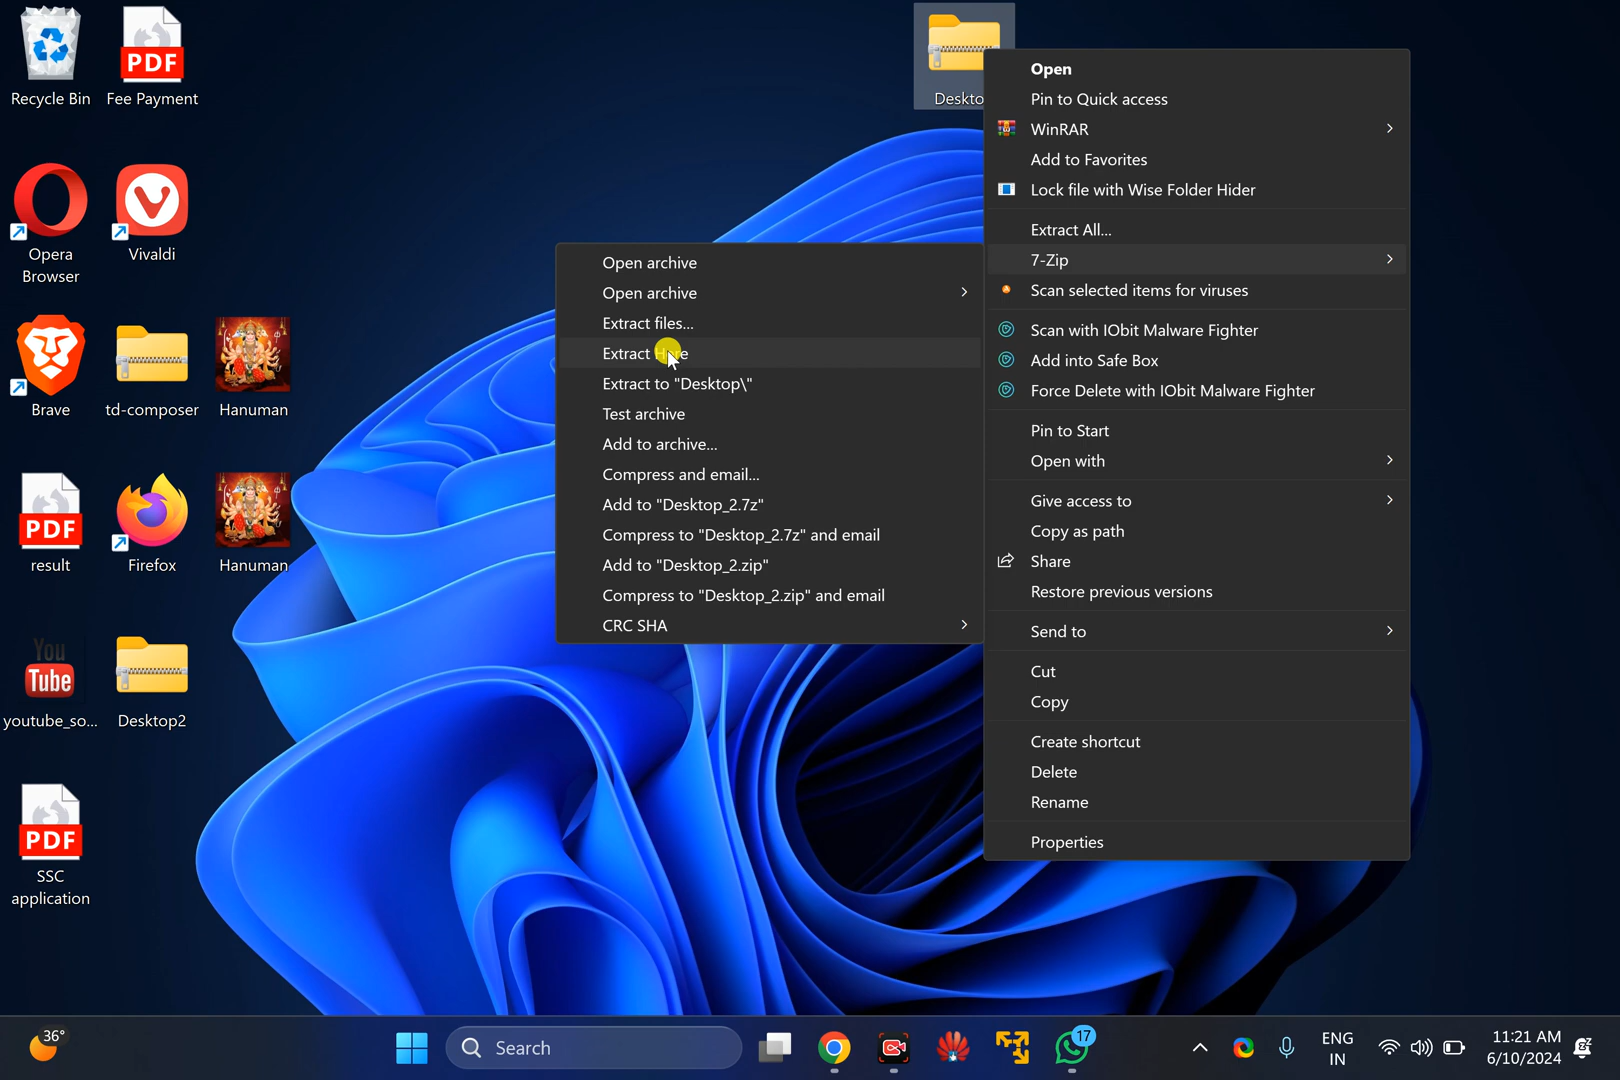 Recycle Bin
PDF
Fee Payment
Opera
Browser
Vivaldi
Brave
td-composer
Hanuman
PDF
result
Firefox
Hanuman
You
Tube
youtube_so...
Desktop2
PDF
SSC
application
Open
Pin to Quick access
WinRAR
Add to Favorites
Lock file with Wise Folder Hider
Extract All...
7-Zip
Scan selected items for viruses
Scan with IObit Malware Fighter
Add into Safe Box
Force Delete with IObit Malware Fighter
Pin to Start
Open with
Give access to
Copy as path
Share
Restore previous versions
Send to
Cut
Copy
Create shortcut
Delete
Rename
Properties
Open archive
Open archive
Extract files...
Extract Here
Extract to "Desktop\"
Test archive
Add to archive...
Compress and email...
Add to "Desktop_2.7z"
Compress to "Desktop_2.7z" and email
Add to "Desktop_2.zip"
Compress to "Desktop_2.zip" and email
CRC SHA
36°
Search
17
ENG
IN
11:21 AM
6/10/2024